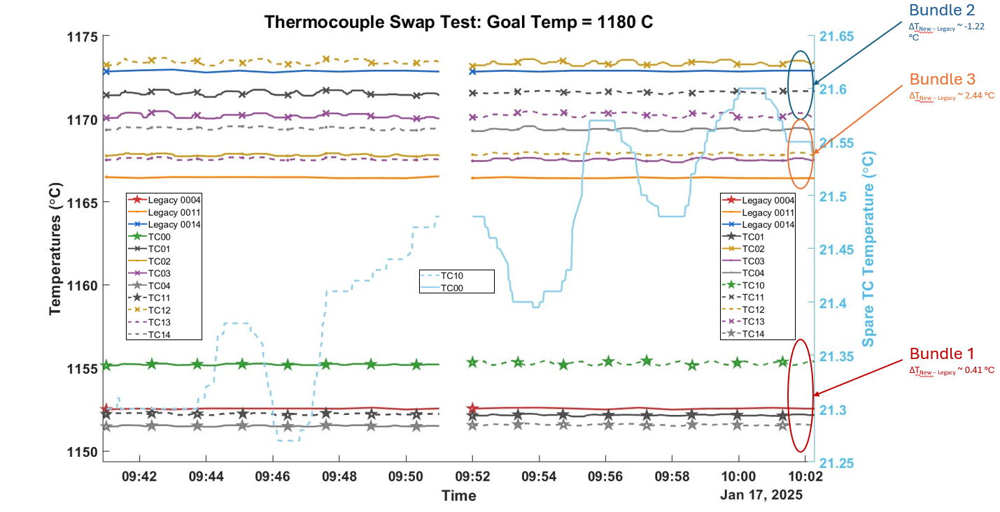 Thermocouple Swap Test: Goal Temp = 1180 C
Bundle 2
ΔTNew – Legacy ~ -1.22
°C
Bundle 3
ΔTNew – Legacy ~ 2.44 °C
Bundle 1
ΔTNew – Legacy ~ 0.41 °C
Temperatures (°C)
1175
1170
1165
1160
1155
1150
Legacy 0004
Legacy 0011
Legacy 0014
TC00
TC01
TC02
TC03
TC04
TC11
TC12
TC13
TC14
TC10
TC00
Legacy 0004
Legacy 0011
Legacy 0014
TC01
TC02
TC03
TC04
TC10
TC11
TC12
TC13
TC14
21.65
21.6
21.55
21.5
21.45
21.4
21.35
21.3
21.25
Spare TC Temperature (°C)
09:42 09:44 09:46 09:48 09:50 09:52 09:54 09:56 09:58 10:00 10:02
Time
Jan 17, 2025